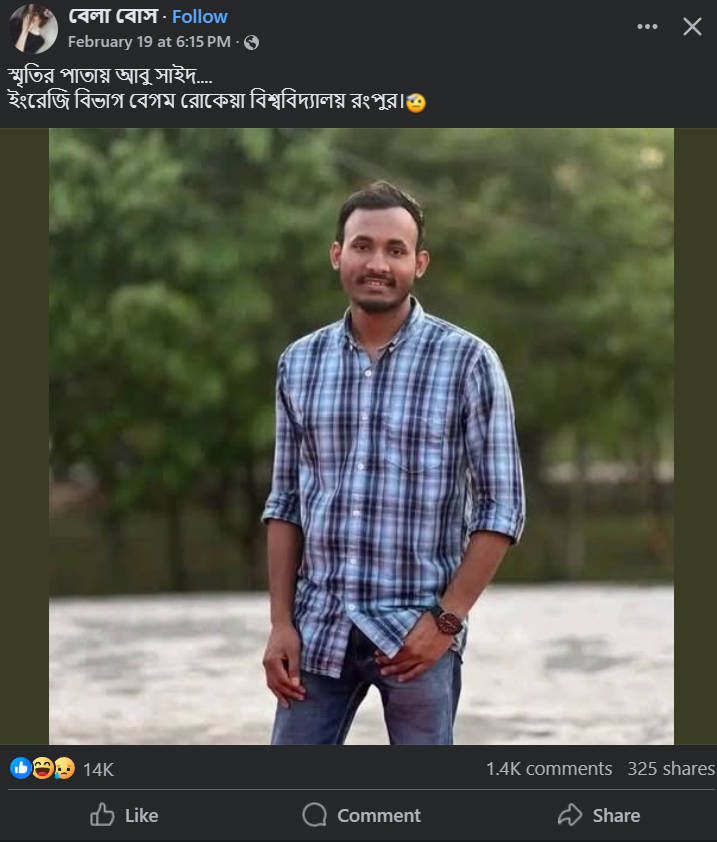 বেলা বোস · Follow
February 19 at 6:15 PM ·
স্মৃতির পাতায় আবু সাইদ....
ইংরেজি বিভাগ বেগম রোকেয়া বিশ্ববিদ্যালয় রংপুর।🤕
14K
1.4K comments 325 shares
Like Comment Share